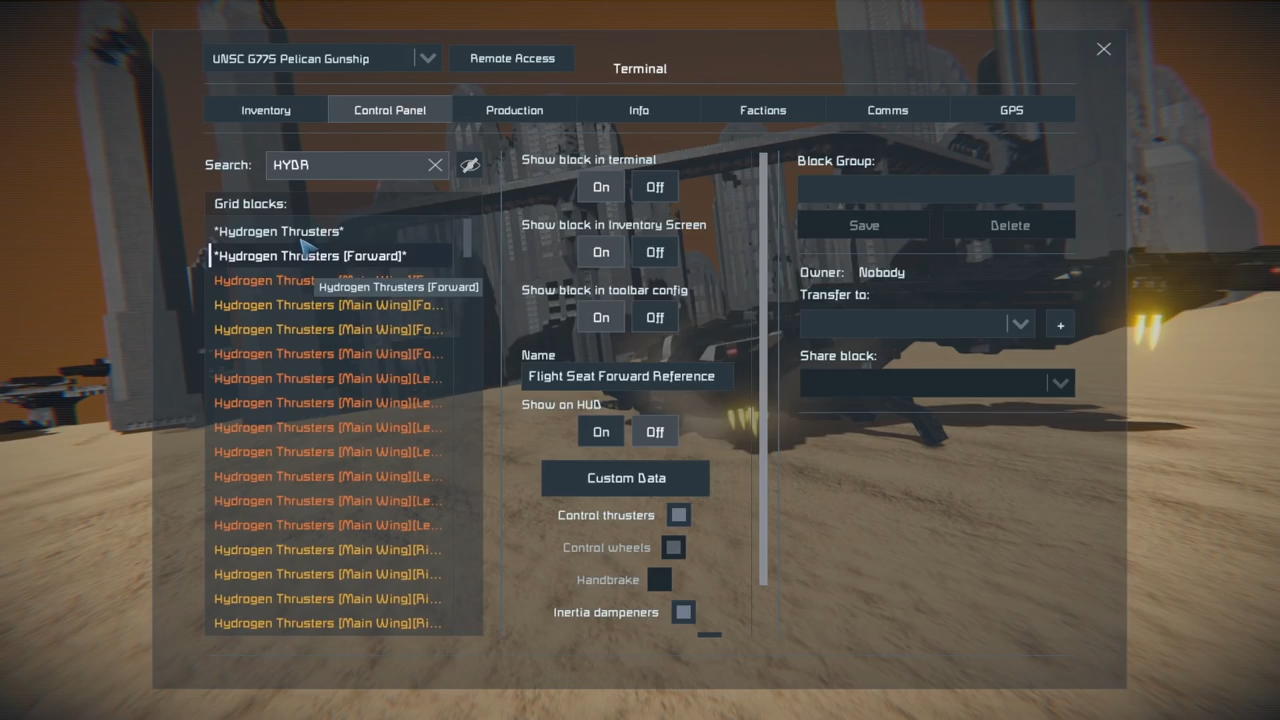 UNSC G77S Pelican Gunship
Remote Access
Terminal
Inventory
Control Panel
Production
Info
Factions
Comms
GPS
Search:
HYDR
Grid blocks:
*Hydrogen Thrusters*
*Hydrogen Thrusters [Forward]*
Hydrogen Thrust
Hydrogen Thrusters [Forward]
Hydrogen Thrusters [Main Wing][Fo...
Hydrogen Thrusters [Main Wing][Fo...
Hydrogen Thrusters [Main Wing][Fo...
Hydrogen Thrusters [Main Wing][Le...
Hydrogen Thrusters [Main Wing][Le...
Hydrogen Thrusters [Main Wing][Le...
Hydrogen Thrusters [Main Wing][Le...
Hydrogen Thrusters [Main Wing][Le...
Hydrogen Thrusters [Main Wing][Le...
Hydrogen Thrusters [Main Wing][Le...
Hydrogen Thrusters [Main Wing][Ri...
Hydrogen Thrusters [Main Wing][Ri...
Hydrogen Thrusters [Main Wing][Ri...
Hydrogen Thrusters [Main Wing][Ri...
Show block in terminal
On Off
Show block in Inventory Screen
On Off
Show block in toolbar config
On Off
Name
Flight Seat Forward Reference
Show on HUD
On Off
Custom Data
Control thrusters
Control wheels
Handbrake
Inertia dampeners
Block Group:
Save
Delete
Owner: Nobody
Transfer to:
+
Share block: